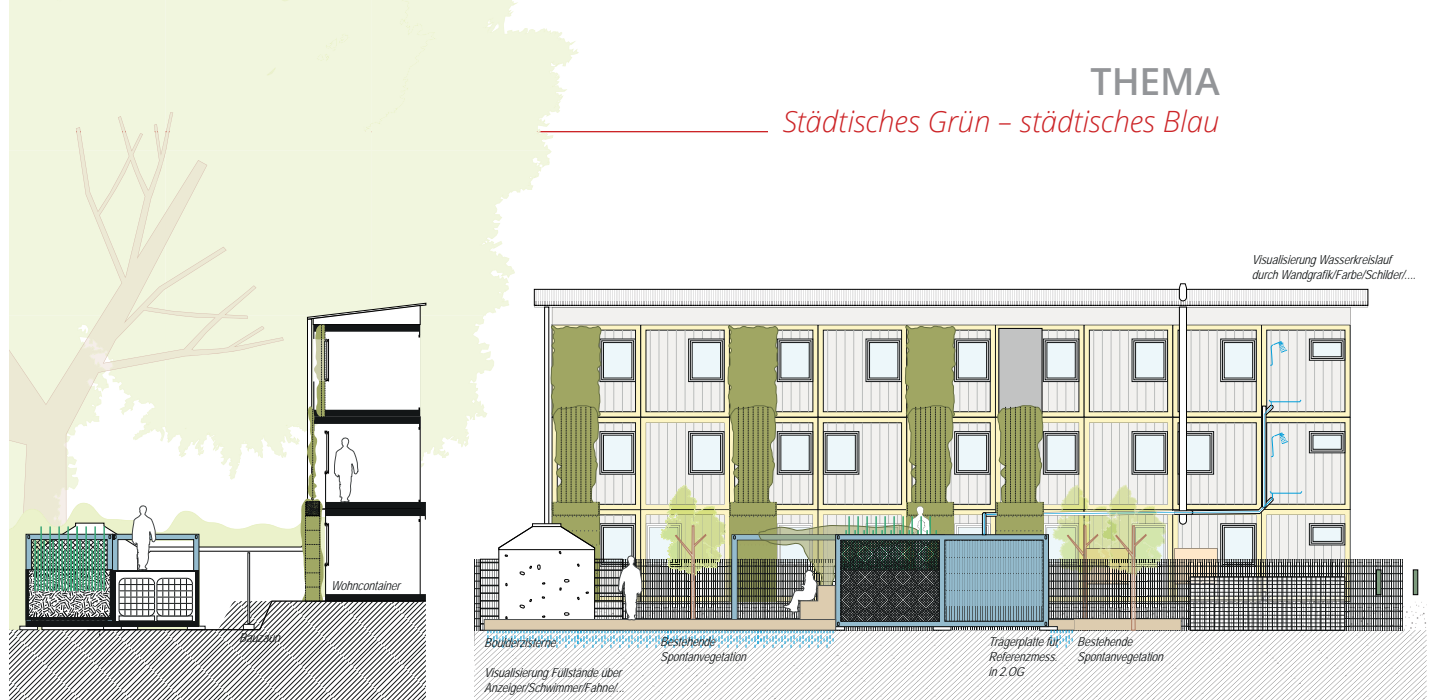 THEMA
Städtisches Grün – städtisches Blau
Visualisierung Wasserkreislauf
durch Wandgrafik/Farbe/Schilder/....
Wohncontainer
Bauzaun
Boulderzisterne
Visualisierung Füllstände über
Anzeiger/Schwimmer/Fahne/...
Bestehende
Spontanvegetation
Trägerplatte für
Referenzmess.
in 2.OG
Bestehende
Spontanvegetation